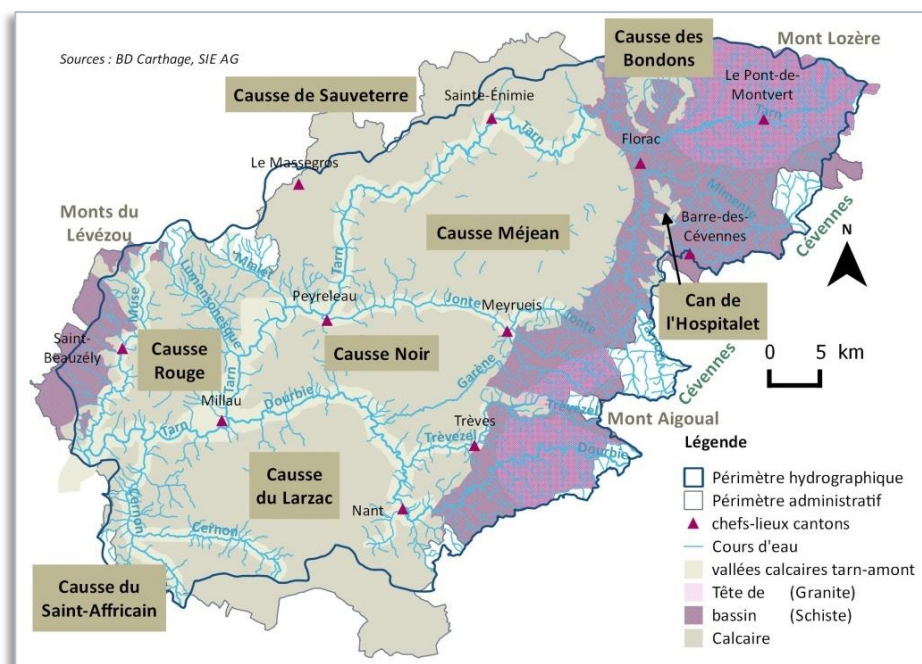 Sources : BD Carthage, SIE AG
Causse des
Bondons
Mont Lozère
Le Pont-de-
Montvert
Tarn
Causse de Sauveterre
Sainte-Énimie
Tarn
Florac
Le Massegros
Mimente
Monts du
Lévézou
Causse Méjean
Barre-des-
Cévennes
Cévennes
N
Muse
Lumensonesque
Tarn
Peyreleau
Jonte
Meyrueis
Jonte
Can de
l'Hospitalet
Saint-
Beauzély
Causse
Rouge
Causse Noir
Garène
0 5 km
Tarn
Millau
Dourbie
Cévennes
Tarn
Trèves
Trévezel
Mont Aigoual
Trévezel
Dourbie
Causse
du Larzac
Nant
Cernon
Cernon
Causse du
Saint-Affricain
Légende
Périmètre hydrographique
Périmètre administratif
chefs-lieux cantons
Cours d'eau
vallées calcaires tarn-amont
Tête de (Granite)
bassin (Schiste)
Calcaire